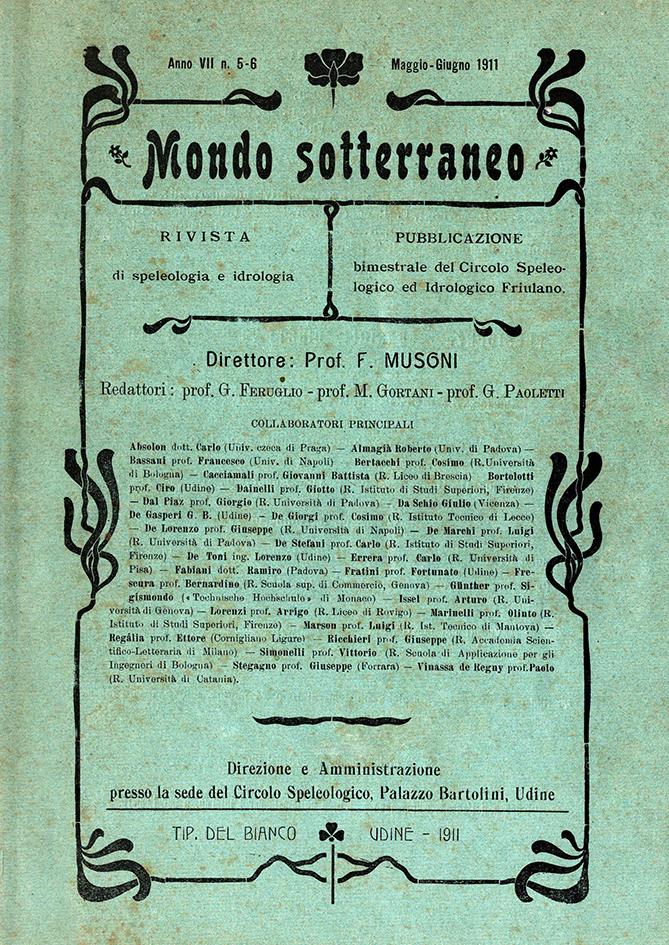 Anno VII n. 5-6
Maggio-Giugno 1911
Mondo sotterraneo
RIVISTA
di speleologia e idrologia
PUBBLICAZIONE
bimestrale del Circolo Speleo-
logico ed Idrologico Friulano.
Direttore: Prof. F. MUSONI
Redattori: prof. G. FERUGLIO - prof. M. GORTANI - prof. G. PAOLETTI
COLLABORATORI PRINCIPALI
Absolon dott. Carlo (Univ. czeca di Praga) — Almagià Roberto (Univ. di Padova) —
Bassani prof. Francesco (Univ. di Napoli) Bertacchi prof. Cosimo (R.Università
di Bologna) — Cacciamali prof. Giovanni Battista (R. Liceo di Brescia) Bortolotti
prof. Ciro (Udine) — Dainelli prof. Giotto (R. Istituto di Studi Superiori, Firenze)
— Dal Piaz prof. Giorgio (R. Università di Padova) — Da Schio Giulio (Vicenza) —
De Gasperi G. B. (Udine) — De Giorgi prof. Cosimo (R. Istituto Tecnico di Lecce)
— De Lorenzo prof. Giuseppe (R. Università di Napoli) — De Marchi prof. Luigi
(R. Università di Padova) — De Stefani prof. Carlo (R. Istituto di Studi Superiori,
Firenze) — De Toni ing. Lorenzo (Udine) — Errera prof. Carlo (R. Università di
Pisa) — Fabiani dott. Ramiro (Padova) — Fratini prof. Fortunato (Udine) — Fre-
scura prof. Bernardino (R. Scuola sup. di Commercio, Genova) — Günther prof. Si-
gismondo («Technische Hochschule» di Monaco) — Issel prof. Arturo (R. Uni-
versità di Genova) — Lorenzi prof. Arrigo (R. Liceo di Rovigo) — Marinelli prof. Olinto (R.
Istituto di Studi Superiori, Firenze) — Marson prof. Luigi (R. Ist. Tecnico di Mantova) —
Regàlia prof. Ettore (Cornigliano Ligure) — Ricchieri prof. Giuseppe (R. Accademia Scien-
tifico-Letteraria di Milano) — Simonelli prof. Vittorio (R. Scuola di Applicazione per gli
Ingegneri di Bologna) — Stegagno prof. Giuseppe (Ferrara) — Vinassa de Regny prof.Paolo
(R. Università di Catania).
Direzione e Amministrazione
presso la sede del Circolo Speleologico, Palazzo Bartolini, Udine
TIP. DEL BIANCO UDINE - 1911